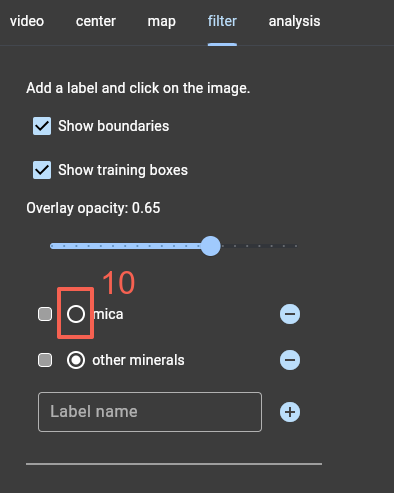 video center map filter analysis
Add a label and click on the image.
Show boundaries
Show training boxes
Overlay opacity: 0.65
10
mica
other minerals
Label name